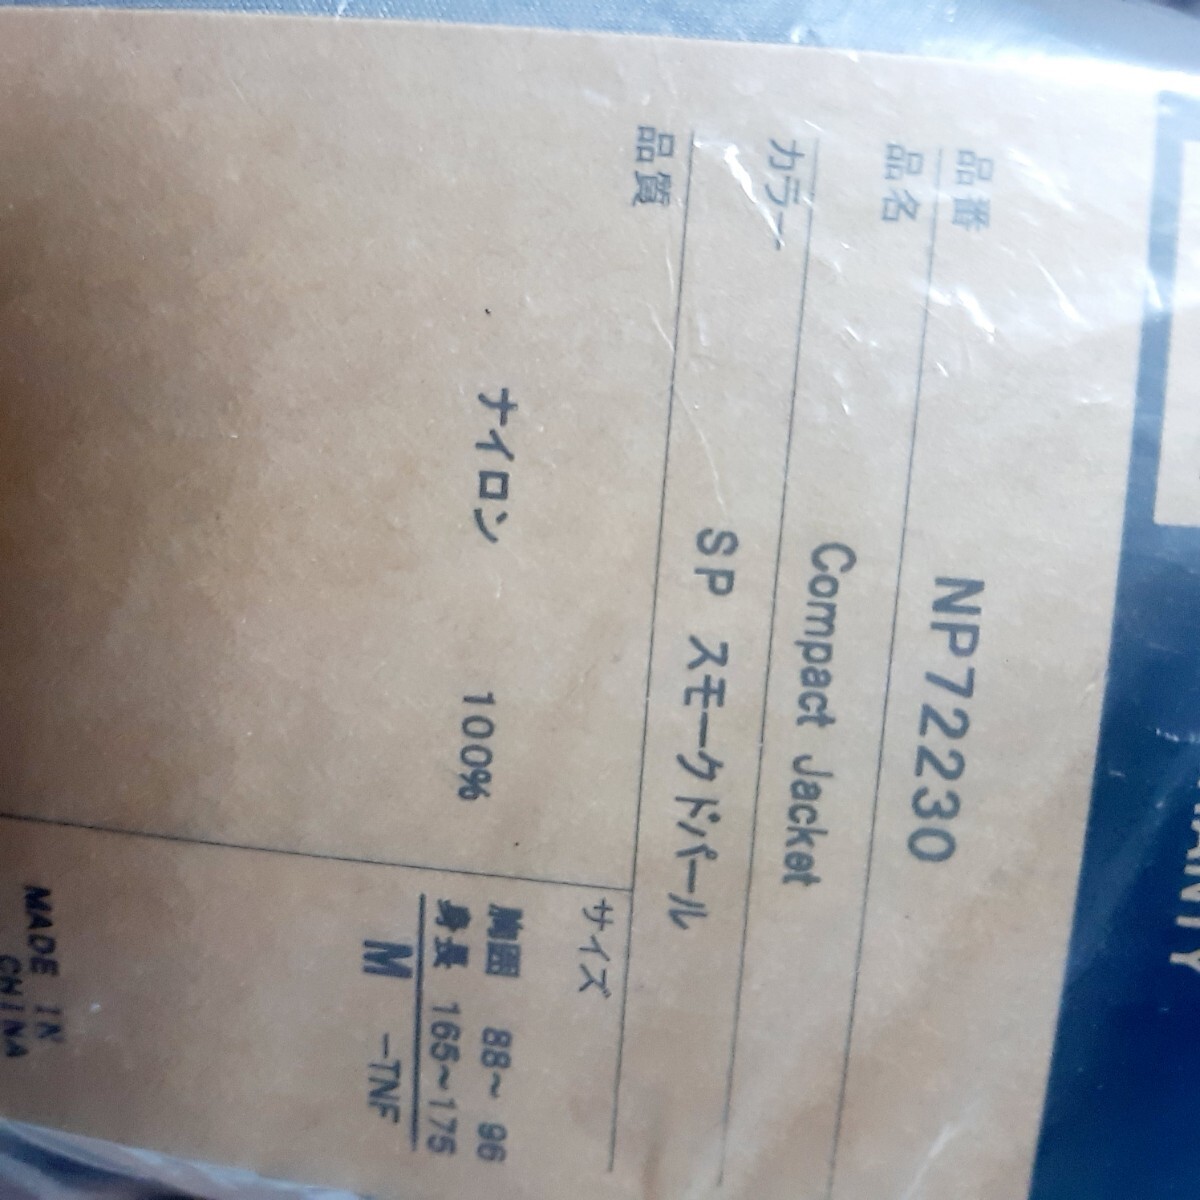 品番 NP72230
品名 Compact Jacket
カラー SP スモークドパール
品質
ナイロン 100%
サイズ
胸囲 88~ 96
身長 165~175
M -TNF
MADE IN
CHINA